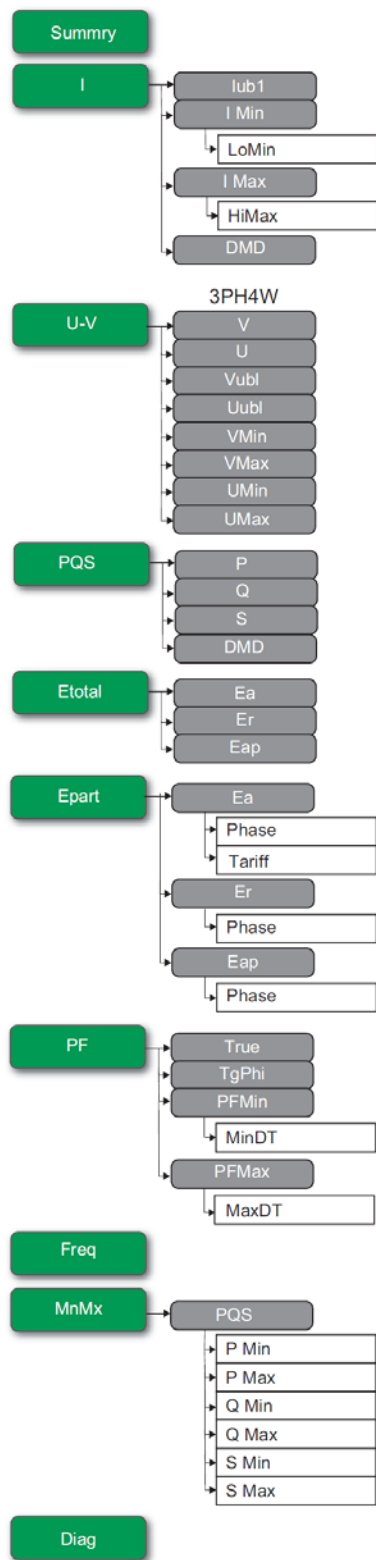 Summry
I
Iub1
I Min
LoMin
I Max
HiMax
DMD
3PH4W
U-V
V
U
Vubl
Uubl
VMin
VMax
UMin
UMax
PQS
P
Q
S
DMD
Etotal
Ea
Er
Eap
Epart
Ea
Phase
Tariff
Er
Phase
Eap
Phase
PF
True
TgPhi
PFMin
MinDT
PFMax
MaxDT
Freq
MnMx
PQS
P Min
P Max
Q Min
Q Max
S Min
S Max
Diag